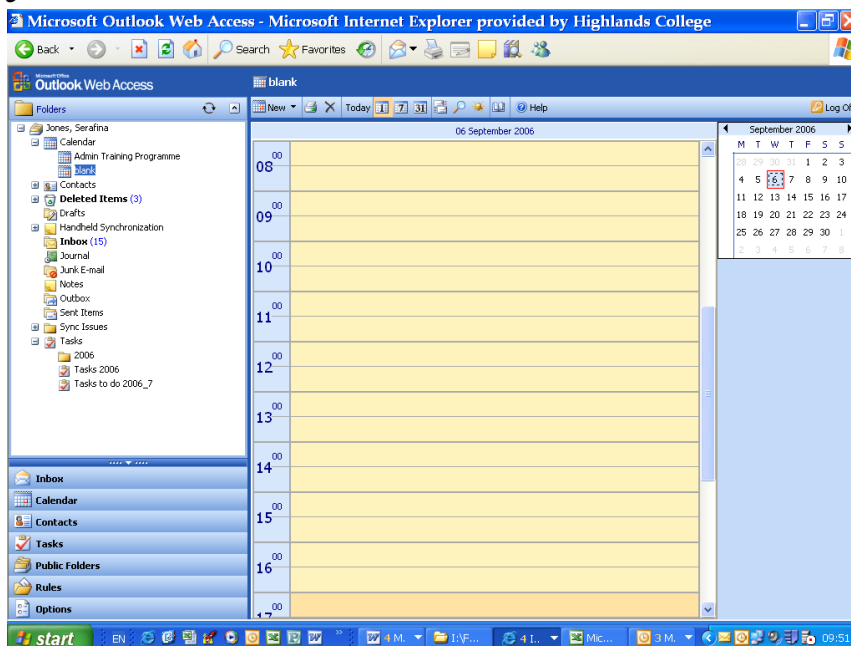 Microsoft Outlook Web Access - Microsoft Internet Explorer provided by Highlands College
Back Search Favorites
Microsoft Office
Outlook Web Access
blank
Folders
New Today 1 7 31 Help Log Of
Jones, Serafina
Calendar
Admin Training Programme
blank
Contacts
Deleted Items (3)
Drafts
Handheld Synchronization
Inbox (15)
Journal
Junk E-mail
Notes
Outbox
Sent Items
Sync Issues
Tasks
2006
Tasks 2006
Tasks to do 2006_7
Inbox
Calendar
Contacts
Tasks
Public Folders
Rules
Options
06 September 2006
08 00
09 00
10 00
11 00
12 00
13 00
14 00
15 00
16 00
00
September 2006
M T W T F S S
28 29 30 31 1 2 3
4 5 6 7 8 9 10
11 12 13 14 15 16 17
18 19 20 21 22 23 24
25 26 27 28 29 30 1
2 3 4 5 6 7 8
start EN 4 M. I:\F... 4 I.. Mic... 3 M. 09:51